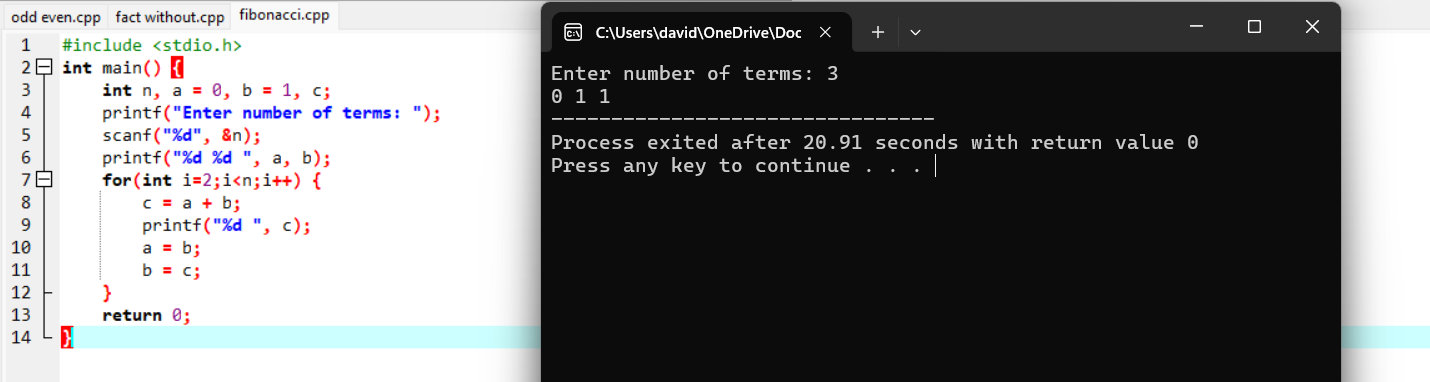 odd even.cpp fact without.cpp fibonacci.cpp
1 #include <stdio.h>
2 int main() {
3 int n, a = 0, b = 1, c;
4 printf("Enter number of terms: ");
5 scanf("%d", &n);
6 printf("%d %d ", a, b);
7 for(int i=2;i<n;i++) {
8 c = a + b;
9 printf("%d ", c);
10 a = b;
11 b = c;
12 }
13 return 0;
14 }
C:\Users\david\OneDrive\Doc
Enter number of terms: 3
0 1 1
--------------------------------
Process exited after 20.91 seconds with return value 0
Press any key to continue . . .